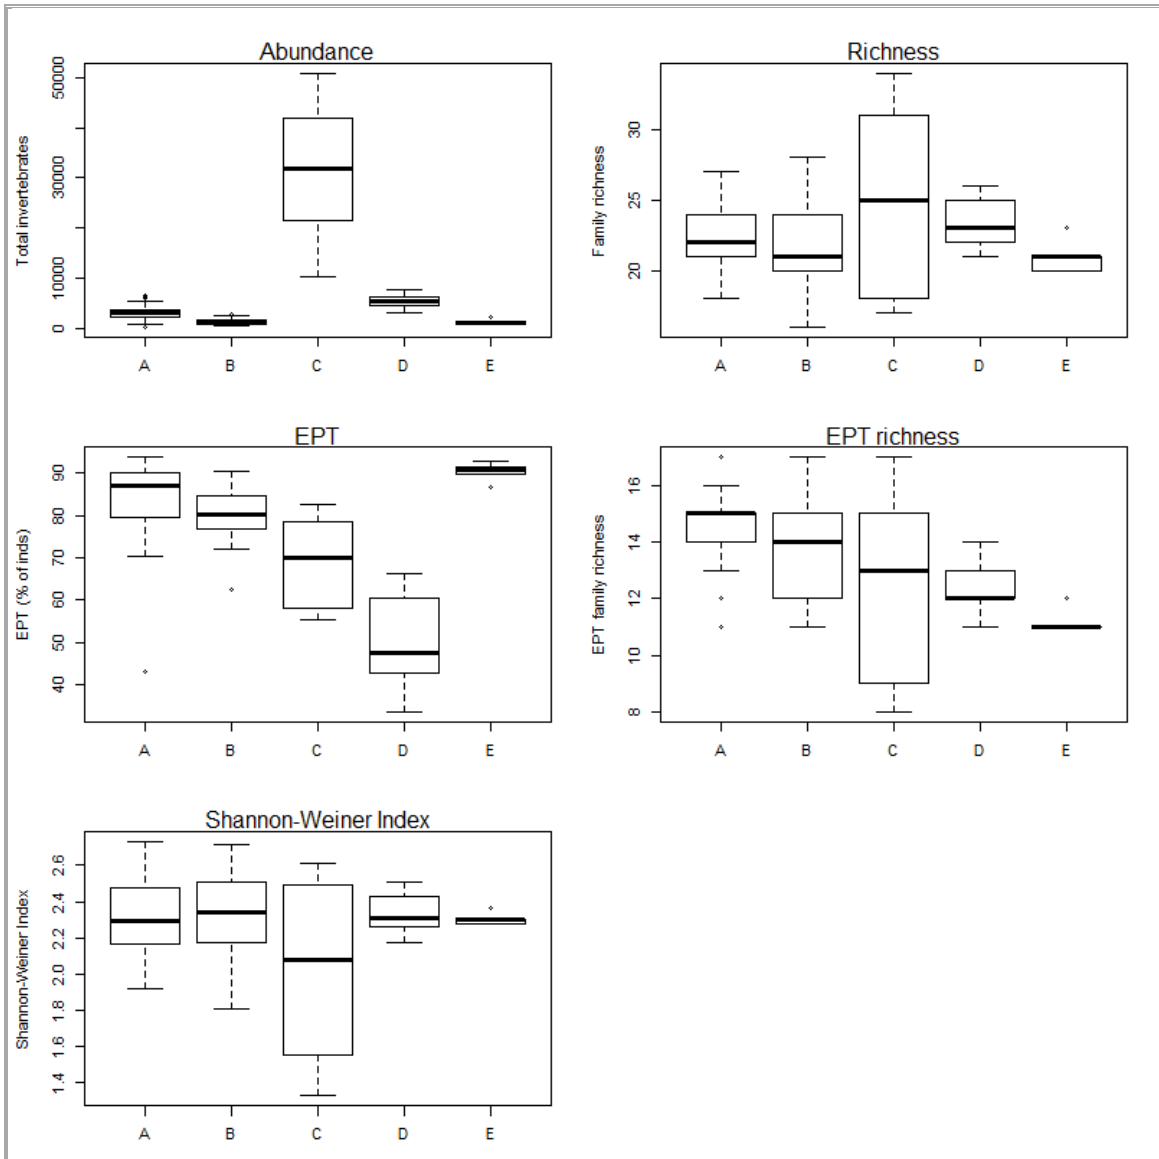 Abundance
Total invertebrates
50000
30000
10000
0
A B C D E
Richness
Family richness
30
25
20
A B C D E
EPT
EPT (% of inds)
90
80
70
60
50
40
A B C D E
EPT richness
EPT family richness
16
14
12
10
8
A B C D E
Shannon-Weiner Index
Shannon-Weiner Index
2.6
2.4
2.2
2.0
1.8
1.6
1.4
A B C D E